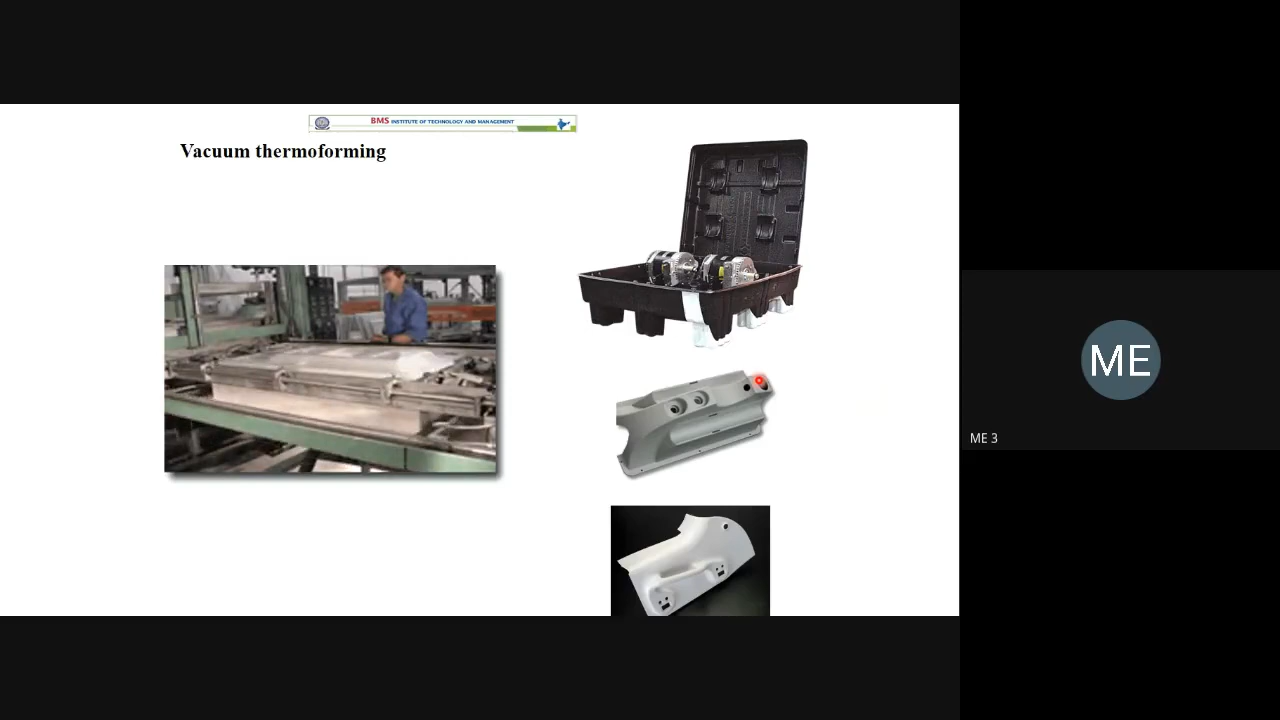 BMS INSTITUTE OF TECHNOLOGY AND MANAGEMENT
Vacuum thermoforming
ME
ME 3